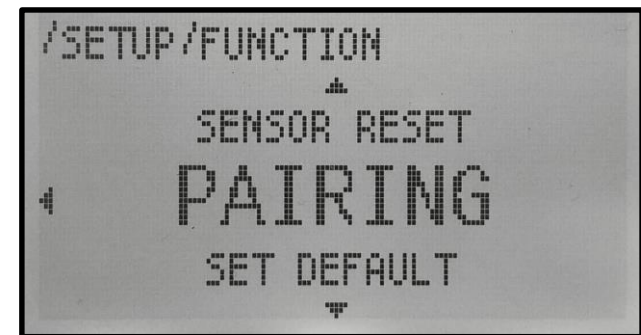 /SETUP/FUNCTION
SENSOR RESET
PAIRING
SET DEFAULT